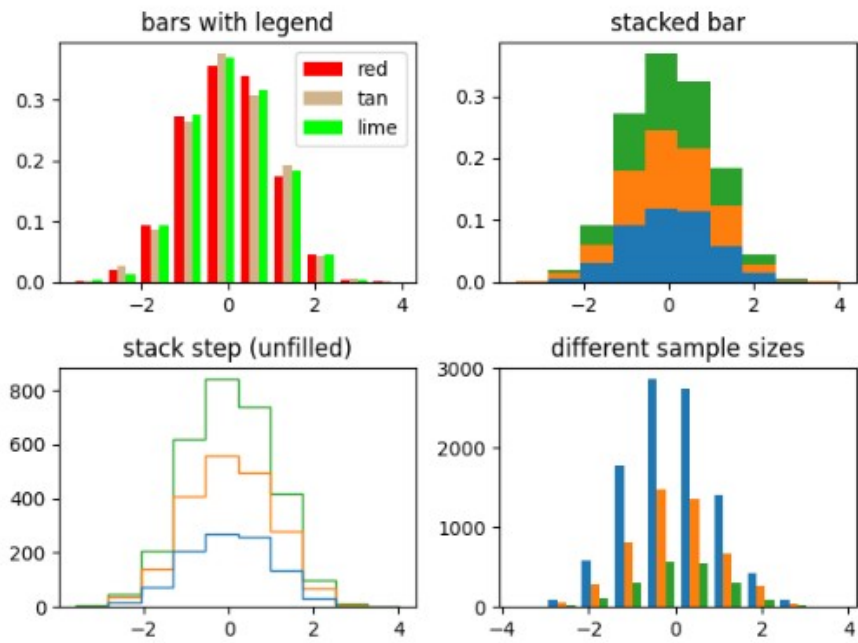 bars with legend
0.3
0.2
0.1
0.0
−2 0 2 4
red
tan
lime
stacked bar
0.3
0.2
0.1
0.0
−2 0 2 4
stack step (unfilled)
800
600
400
200
0
−2 0 2 4
different sample sizes
3000
2000
1000
0
−4 −2 0 2 4